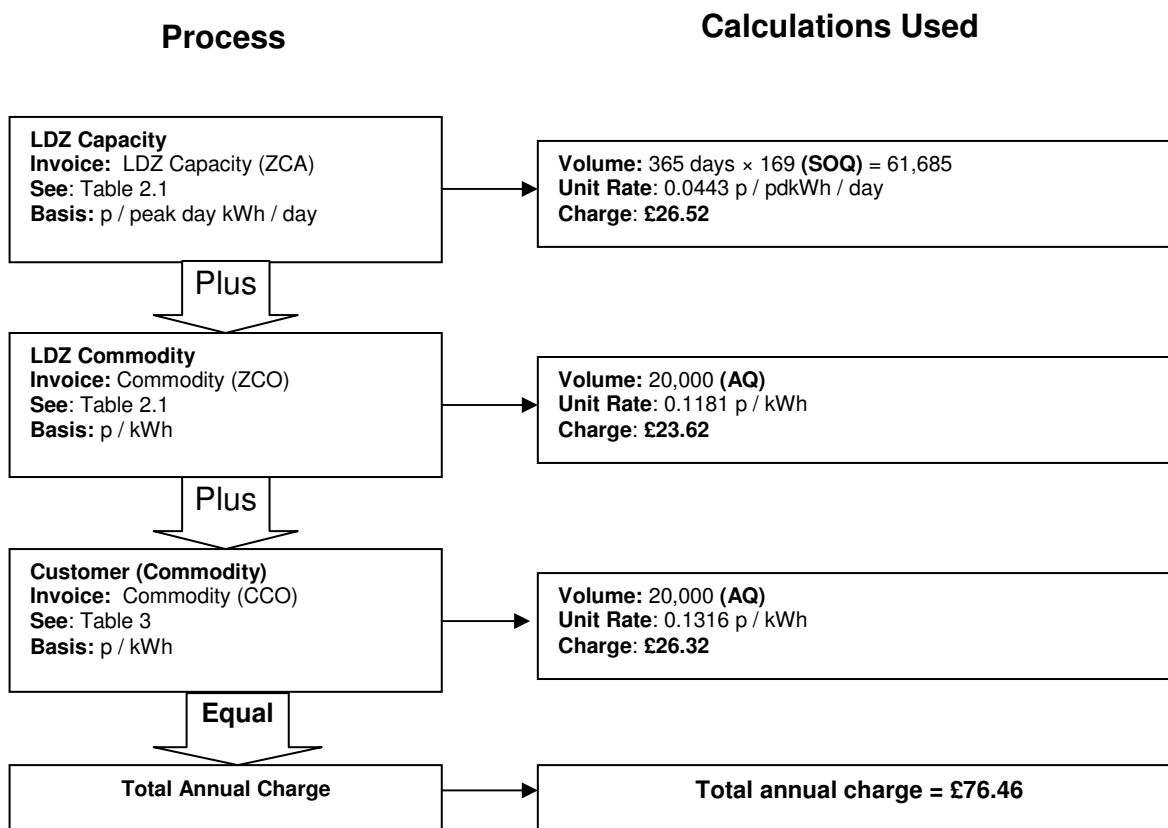 Process
Calculations Used
LDZ Capacity
Invoice: LDZ Capacity (ZCA)
See: Table 2.1
Basis: p / peak day kWh / day
Volume: 365 days × 169 (SOQ) = 61,685
Unit Rate: 0.0443 p / pdkWh / day
Charge: £26.52
Plus
LDZ Commodity
Invoice: Commodity (ZCO)
See: Table 2.1
Basis: p / kWh
Volume: 20,000 (AQ)
Unit Rate: 0.1181 p / kWh
Charge: £23.62
Plus
Customer (Commodity)
Invoice: Commodity (CCO)
See: Table 3
Basis: p / kWh
Volume: 20,000 (AQ)
Unit Rate: 0.1316 p / kWh
Charge: £26.32
Equal
Total Annual Charge
Total annual charge = £76.46